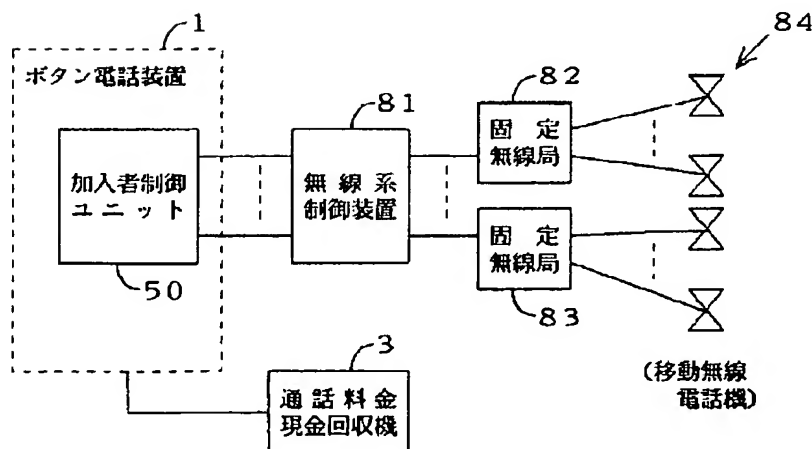 1
ボタン電話装置
加入者制御
ユニット
50
81
無線系
制御装置
82
固定
無線局
固定
無線局
83
84
(移動無線
電話機)
3
通話料金
現金回収機